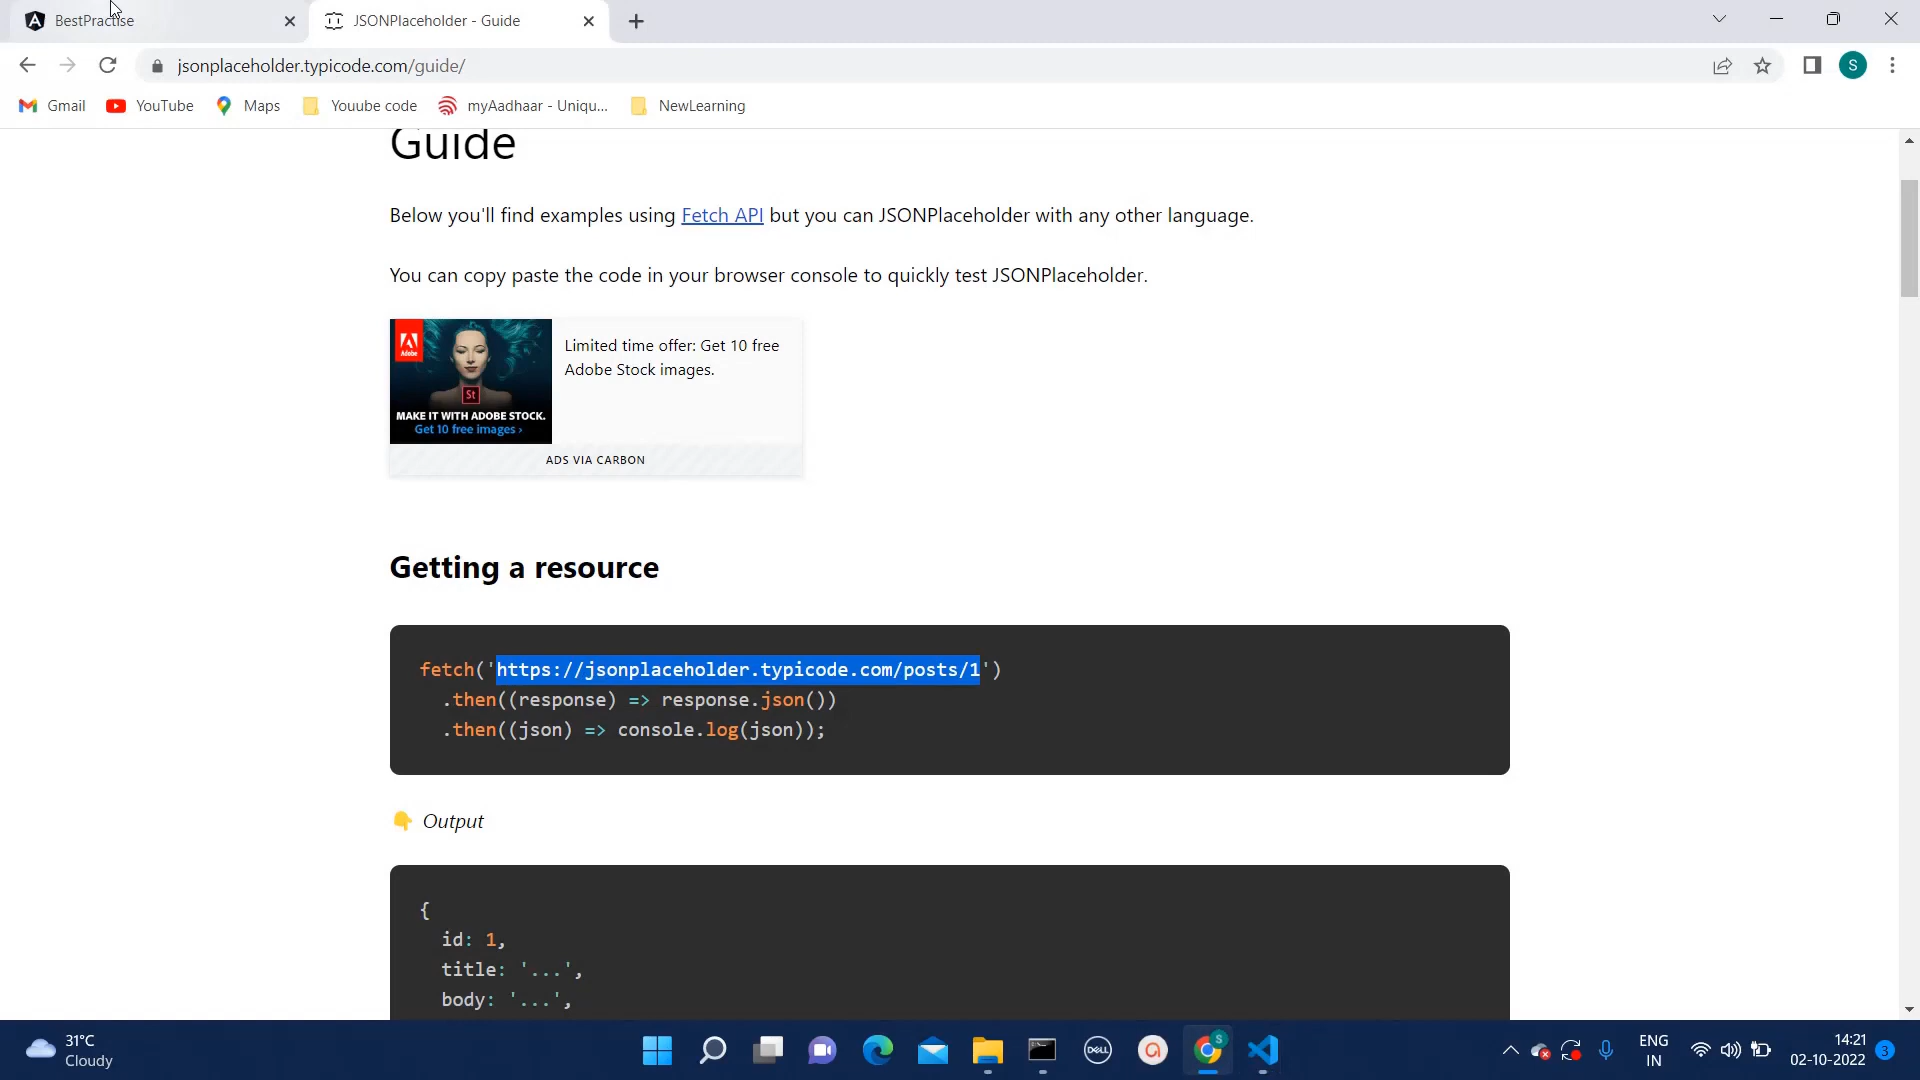 BestPractise
JSONPlaceholder - Guide
jsonplaceholder.typicode.com/guide/
S
Gmail
YouTube
Maps
Youube code
myAadhaar - Uniqu...
NewLearning
Guide
Below you'll find examples using Fetch API but you can JSONPlaceholder with any other language.
You can copy paste the code in your browser console to quickly test JSONPlaceholder.
Adobe
St
MAKE IT WITH ADOBE STOCK.
Get 10 free images ›
Limited time offer: Get 10 free
Adobe Stock images.
ADS VIA CARBON
Getting a resource
fetch('https://jsonplaceholder.typicode.com/posts/1')
.then((response) => response.json())
.then((json) => console.log(json));
👇 Output
{
id: 1,
title: '...',
body: '...',
31°C
Cloudy
DELL
S
ENG
IN
14:21
02-10-2022
3